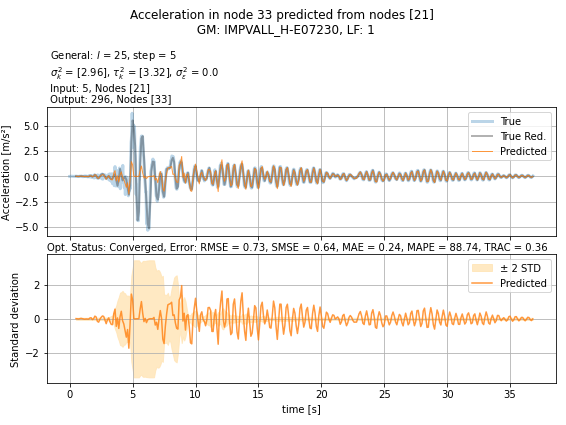 Acceleration in node 33 predicted from nodes [21]
GM: IMPVALL_H-E07230, LF: 1
General: l = 25, step = 5
σ²ₖ = [2.96], τ²ₖ = [3.32], σ²ε = 0.0
Input: 5, Nodes [21]
Output: 296, Nodes [33]
Acceleration [m/s²]
5.0
2.5
0.0
−2.5
−5.0
True
True Red.
Predicted
Opt. Status: Converged, Error: RMSE = 0.73, SMSE = 0.64, MAE = 0.24, MAPE = 88.74, TRAC = 0.36
Standard deviation
2
0
−2
± 2 STD
Predicted
0 5 10 15 20 25 30 35
time [s]